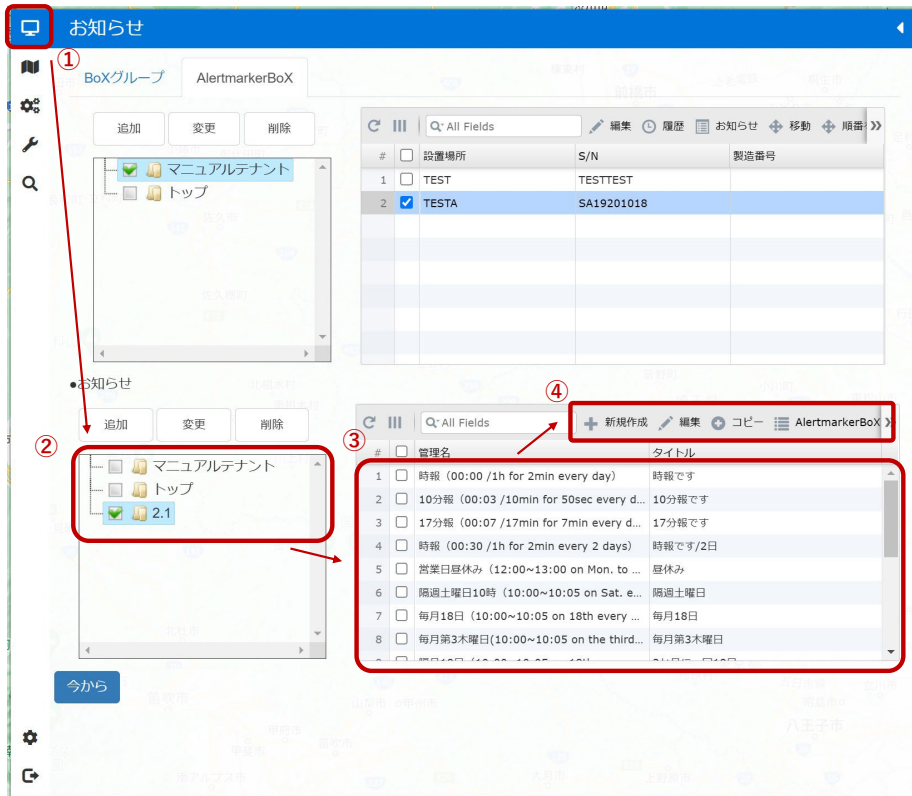 お知らせ
①
BoXグループ
AlertmarkerBoX
追加
変更
削除
マニュアルテナント
トップ
All Fields
編集
履歴
お知らせ
移動
順番
#
設置場所
S/N
製造番号
1 TEST TESTTEST
2 TESTA SA19201018
●お知らせ
追加
変更
削除
②
マニュアルテナント
トップ
2.1
③
④
All Fields
新規作成
編集
コピー
AlertmarkerBoX
#
管理名
タイトル
1 時報（00:00 /1h for 2min every day） 時報です
2 10分報（00:03 /10min for 50sec every d... 10分報です
3 17分報（00:07 /17min for 7min every d... 17分報です
4 時報（00:30 /1h for 2min every 2 days） 時報です/2日
5 営業日昼休み（12:00~13:00 on Mon. to ... 昼休み
6 隔週土曜日10時（10:00~10:05 on Sat. e... 隔週土曜日
7 毎月18日（10:00~10:05 on 18th every ... 毎月18日
8 毎月第3木曜日(10:00~10:05 on the third... 毎月第3木曜日
今から